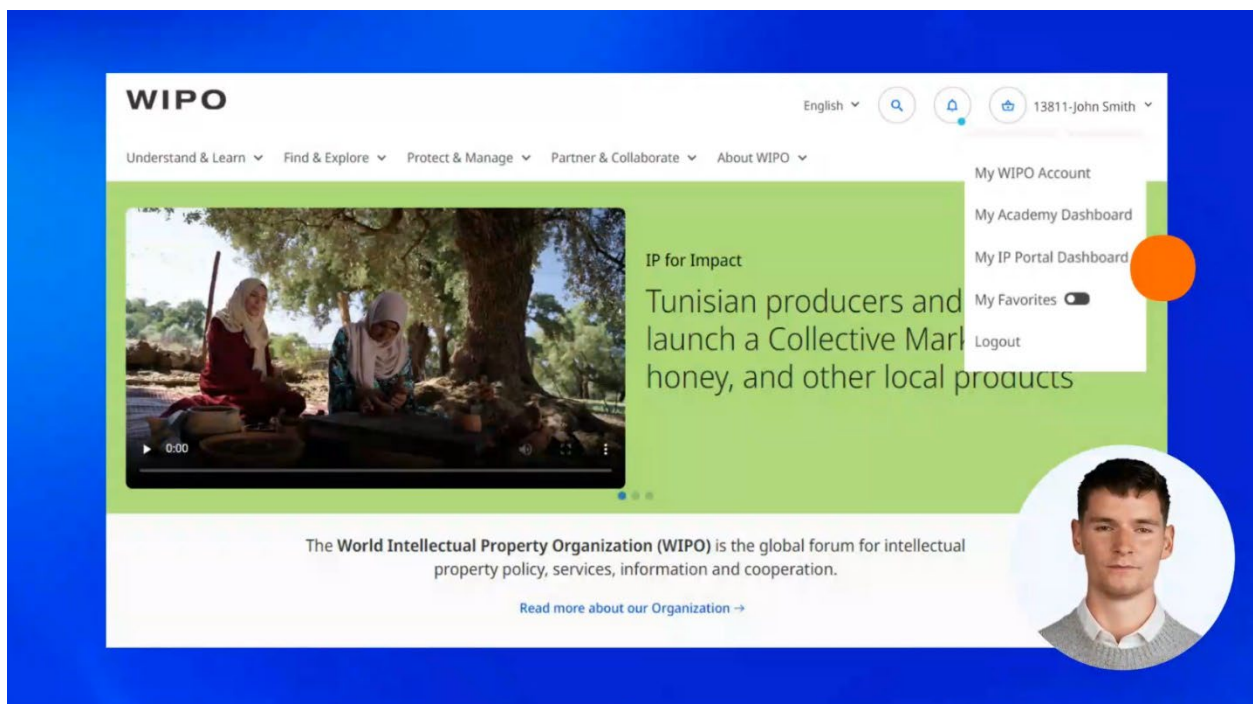 WIPO
English
13811-John Smith
Understand & Learn Find & Explore Protect & Manage Partner & Collaborate About WIPO
My WIPO Account
My Academy Dashboard
My IP Portal Dashboard
My Favorites
Logout
IP for Impact
Tunisian producers and
launch a Collective Mark
honey, and other local products
0:00
The World Intellectual Property Organization (WIPO) is the global forum for intellectual
property policy, services, information and cooperation.
Read more about our Organization →